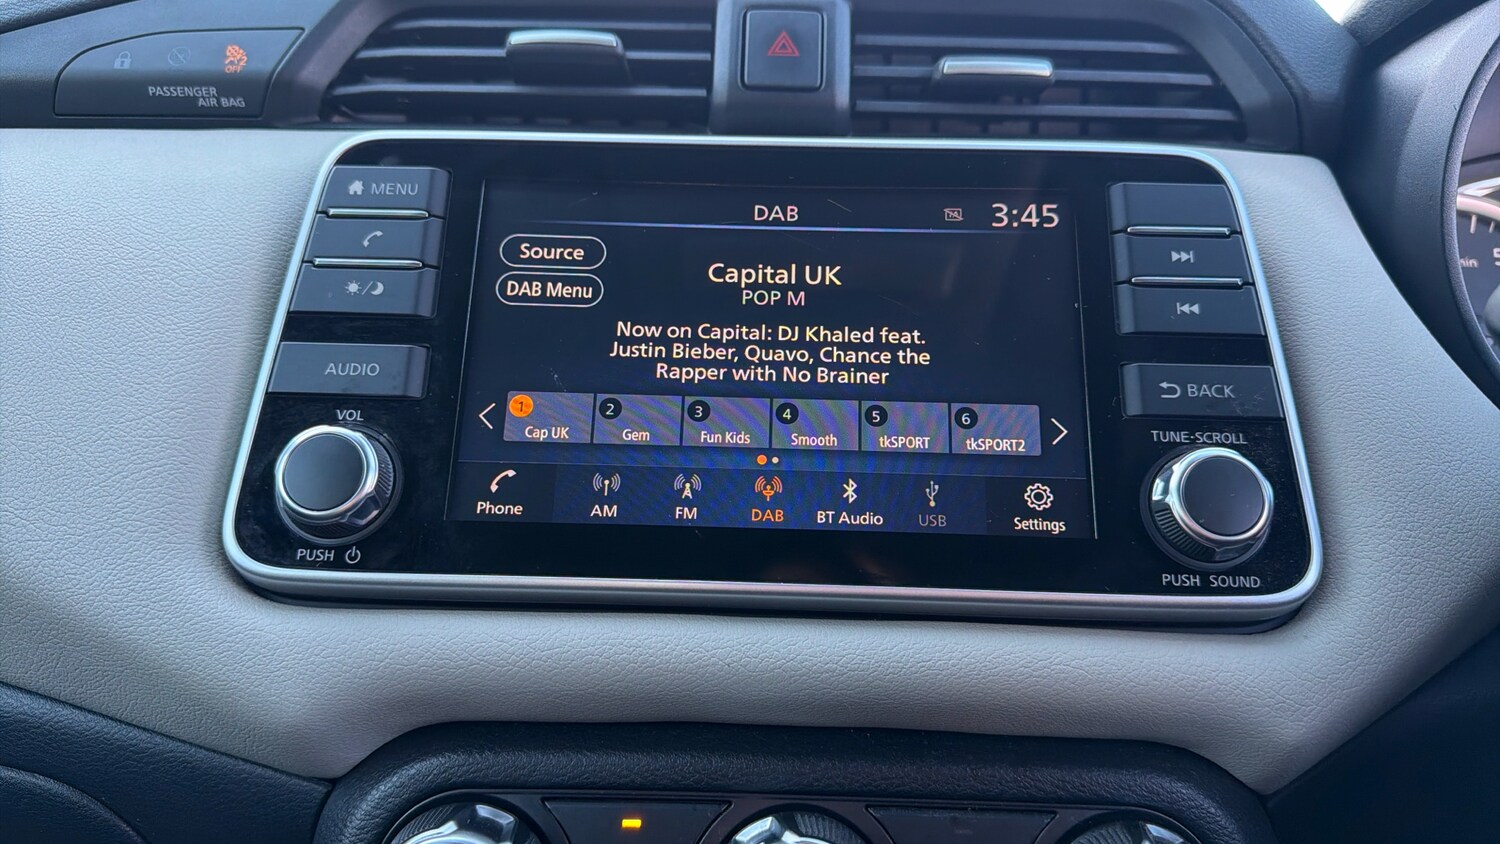 OFF
PASSENGER
AIR BAG
MENU
AUDIO
VOL
PUSH
DAB
TA
3:45
Source
DAB Menu
Capital UK
POP M
Now on Capital: DJ Khaled feat.
Justin Bieber, Quavo, Chance the
Rapper with No Brainer
1 Cap UK
2 Gem
3 Fun Kids
4 Smooth
5 tkSPORT
6 tkSPORT2
Phone
AM
FM
DAB
BT Audio
USB
Settings
BACK
TUNE-SCROLL
PUSH SOUND